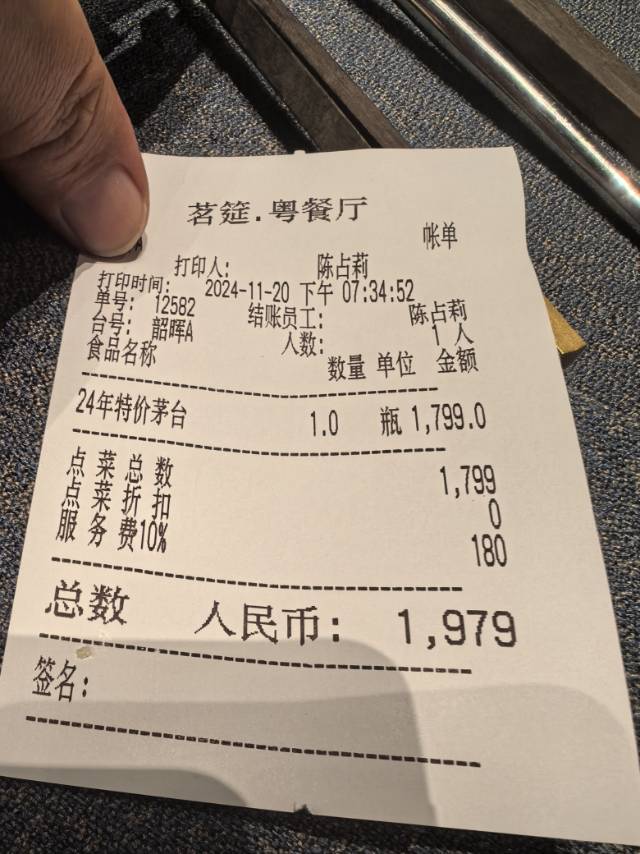 茗筵.粤餐厅
帐单
打印人: 陈占莉
打印时间: 2024-11-20 下午 07:34:52
单号: 12582 结账员工: 陈占莉
台号: 韶晖A 人数: 1 人
食品名称 数量 单位 金额
24年特价茅台 1.0 瓶 1,799.0
点菜总数 1,799
点菜折扣 0
服务费10% 180
总数 人民币: 1,979
签名: